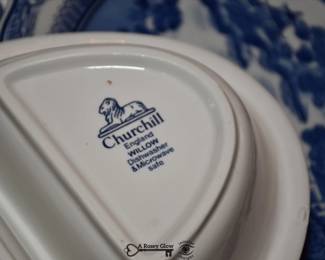 Churchill
England
WILLOW
Dishwasher
& Microwave
safe
A Rosey Glow